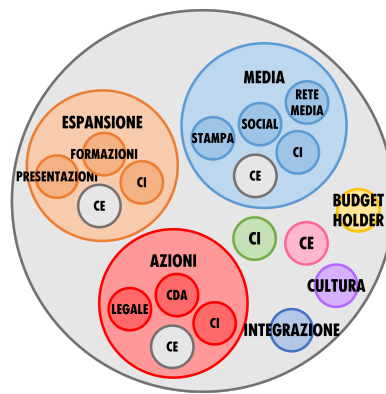 MEDIA
RETE
MEDIA
SOCIAL
STAMPA
CI
CE
ESPANSIONE
FORMAZIONI
PRESENTAZIONI
CI
CE
BUDGET
HOLDER
CI
CE
CULTURA
INTEGRAZIONE
AZIONI
CDA
LEGALE
CI
CE